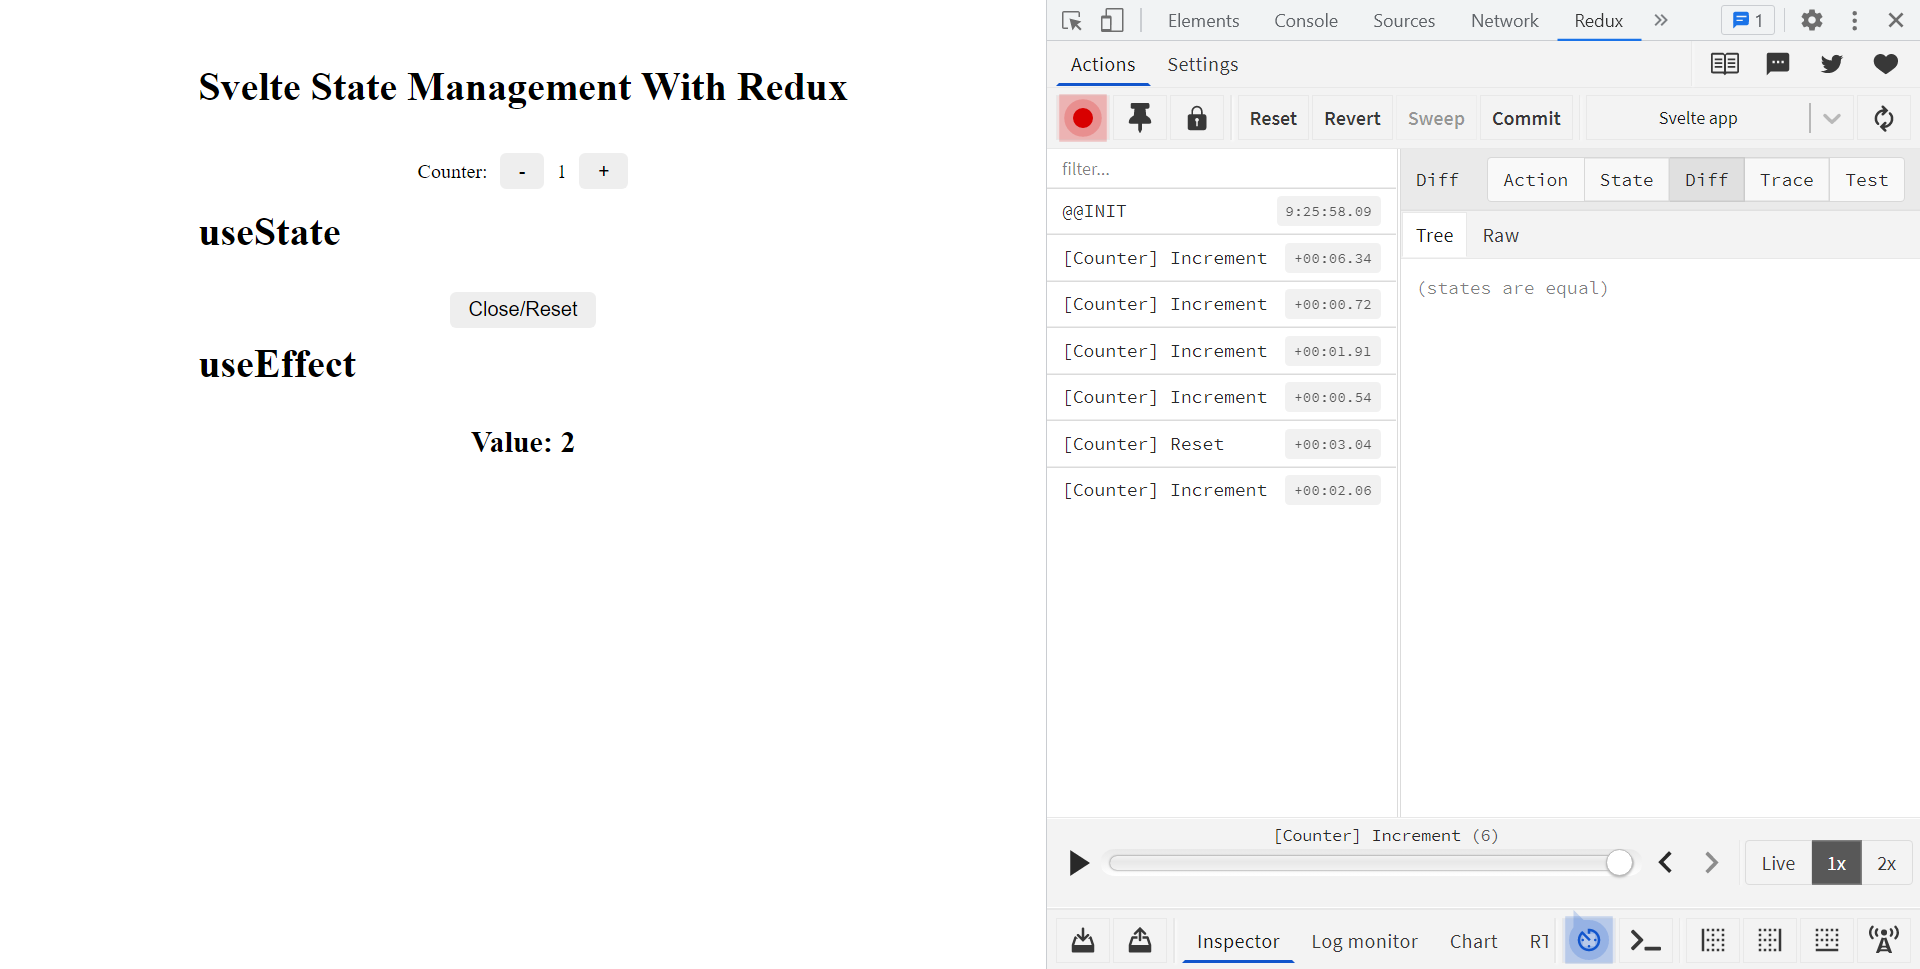 Svelte State Management With Redux
Counter: - 1 +
useState
Close/Reset
useEffect
Value: 2
Elements Console Sources Network Redux 1
Actions Settings
Reset Revert Sweep Commit Svelte app
filter...
@@INIT 9:25:58.09
[Counter] Increment +00:06.34
[Counter] Increment +00:00.72
[Counter] Increment +00:01.91
[Counter] Increment +00:00.54
[Counter] Reset +00:03.04
[Counter] Increment +00:02.06
Diff Action State Diff Trace Test
Tree Raw
(states are equal)
[Counter] Increment (6)
Live 1x 2x
Inspector Log monitor Chart RT